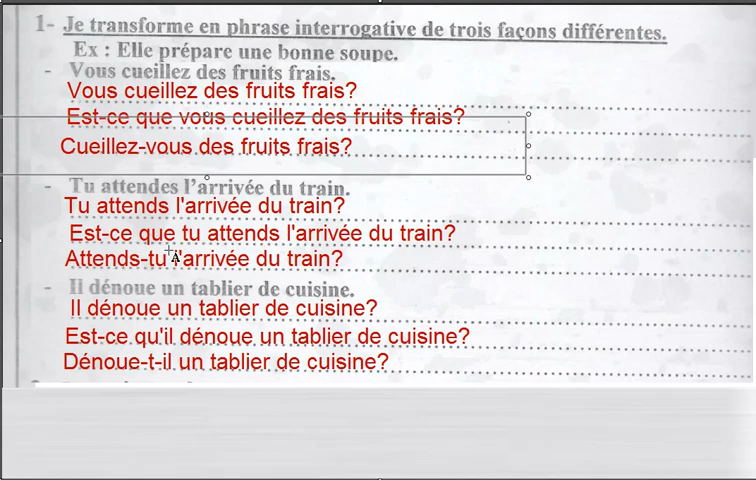 1- Je transforme en phrase interrogative de trois façons différentes.
Ex : Elle prépare une bonne soupe.
- Vous cueillez des fruits frais.
Vous cueillez des fruits frais?
Est-ce que vous cueillez des fruits frais?
Cueillez-vous des fruits frais?
- Tu attendes l'arrivée du train.
Tu attends l'arrivée du train?
Est-ce que tu attends l'arrivée du train?
Attends-tu l'arrivée du train?
- Il dénoue un tablier de cuisine.
Il dénoue un tablier de cuisine?
Est-ce qu'il dénoue un tablier de cuisine?
Dénoue-t-il un tablier de cuisine?